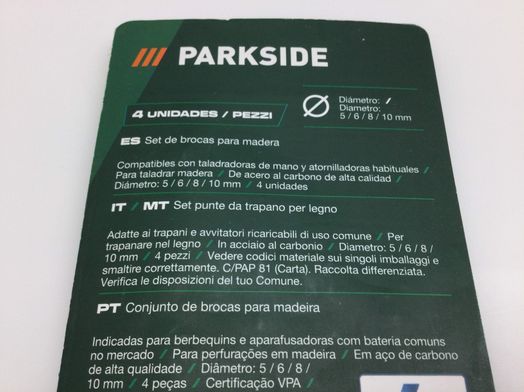 /// PARKSIDE
4 UNIDADES / PEZZI
Diámetro: /
Diametro:
5 / 6 / 8 / 10 mm
ES Set de brocas para madera
Compatibles con taladradoras de mano y atornilladoras habituales /
Para taladrar madera / De acero al carbono de alta calidad /
Diámetro: 5 / 6 / 8 / 10 mm / 4 unidades
IT / MT Set punte da trapano per legno
Adatte ai trapani e avvitatori ricaricabili di uso comune / Per
trapanare nel legno / In acciaio al carbonio / Diametro: 5 / 6 / 8 /
10 mm / 4 pezzi / Vedere codici materiale sui singoli imballaggi e
smaltire correttamente. C/PAP 81 (Carta). Raccolta differenziata.
Verifica le disposizioni del tuo Comune.
PT Conjunto de brocas para madeira
Indicadas para berbequins e aparafusadoras com bateria comuns
no mercado / Para perfurações em madeira / Em aço de carbono
de alta qualidade / Diâmetro: 5 / 6 / 8 /
10 mm / 4 peças / Certificação VPA /